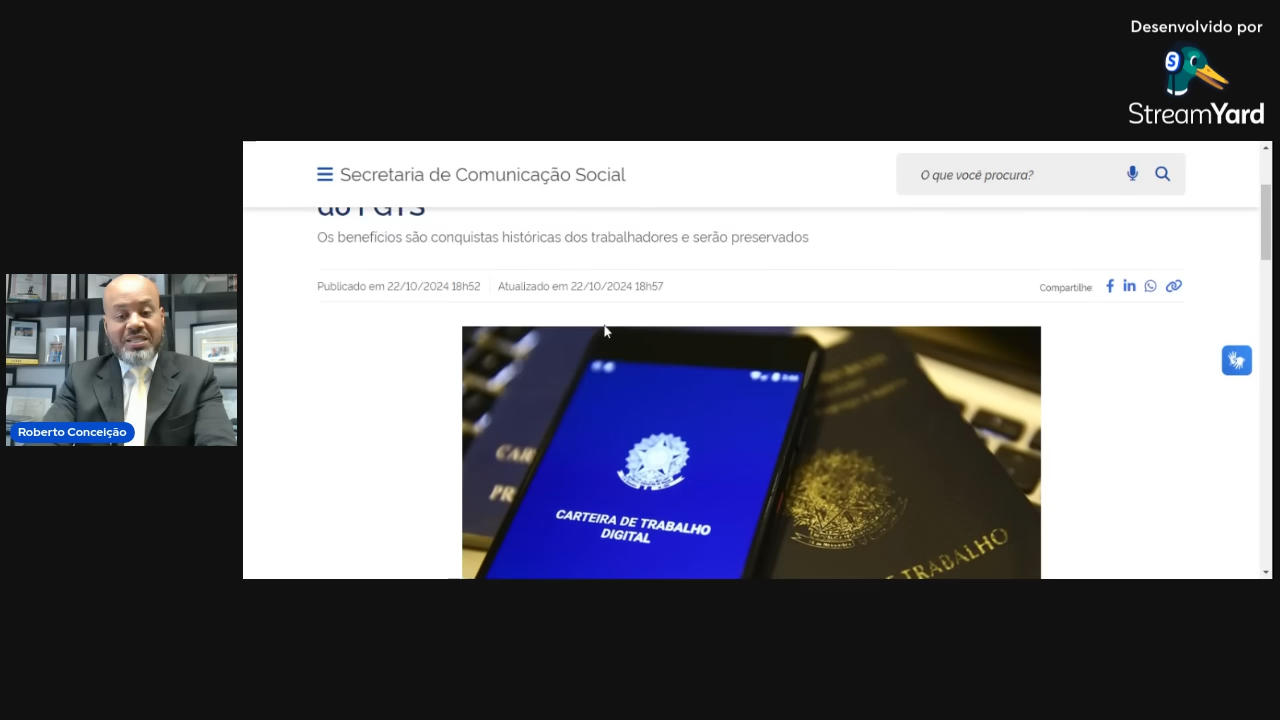 Desenvolvido por
StreamYard
Secretaria de Comunicação Social
O que você procura?
do FGTS
Os benefícios são conquistas históricas dos trabalhadores e serão preservados
Publicado em 22/10/2024 18h52
Atualizado em 22/10/2024 18h57
Compartilhe:
CARTEIRA DE TRABALHO
DIGITAL
TRABALHO
Roberto Conceição